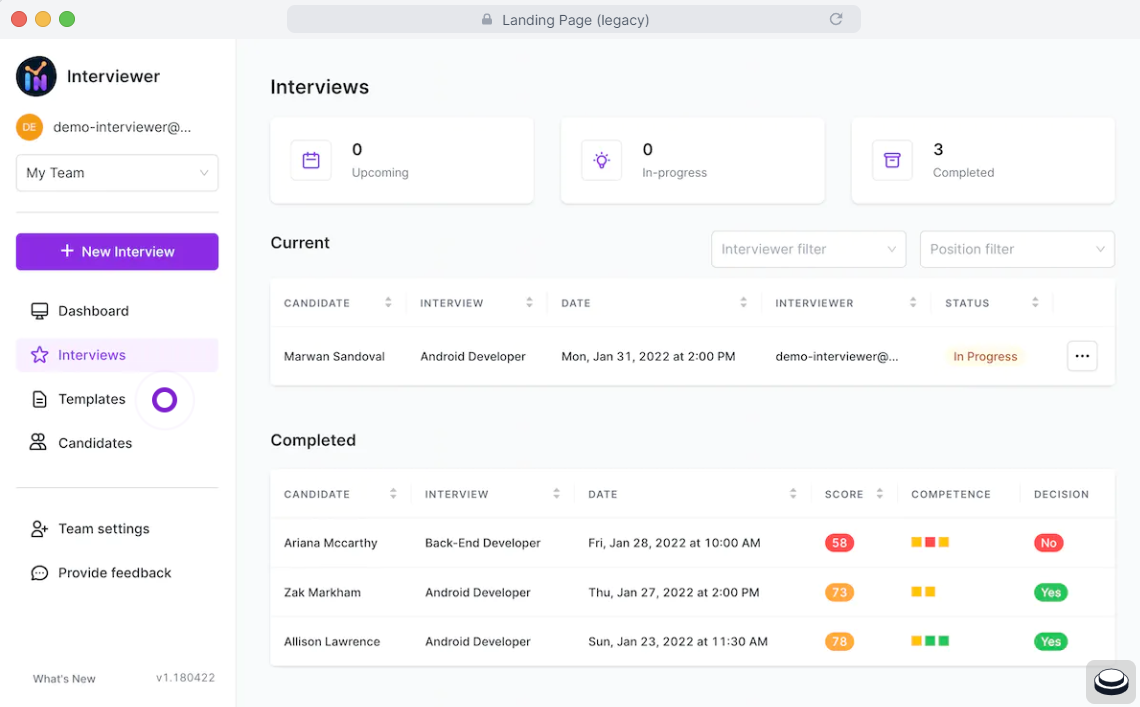 Landing Page (legacy)
Interviewer
DE demo-interviewer@...
My Team
+ New Interview
Dashboard
Interviews
Templates
Candidates
Team settings
Provide feedback
What's New v1.180422
Interviews
0
Upcoming
0
In-progress
3
Completed
Current
Interviewer filter
Position filter
CANDIDATE INTERVIEW DATE INTERVIEWER STATUS
Marwan Sandoval Android Developer Mon, Jan 31, 2022 at 2:00 PM demo-interviewer@... In Progress
Completed
CANDIDATE INTERVIEW DATE SCORE COMPETENCE DECISION
Ariana Mccarthy Back-End Developer Fri, Jan 28, 2022 at 10:00 AM 58 No
Zak Markham Android Developer Thu, Jan 27, 2022 at 2:00 PM 73 Yes
Allison Lawrence Android Developer Sun, Jan 23, 2022 at 11:30 AM 78 Yes